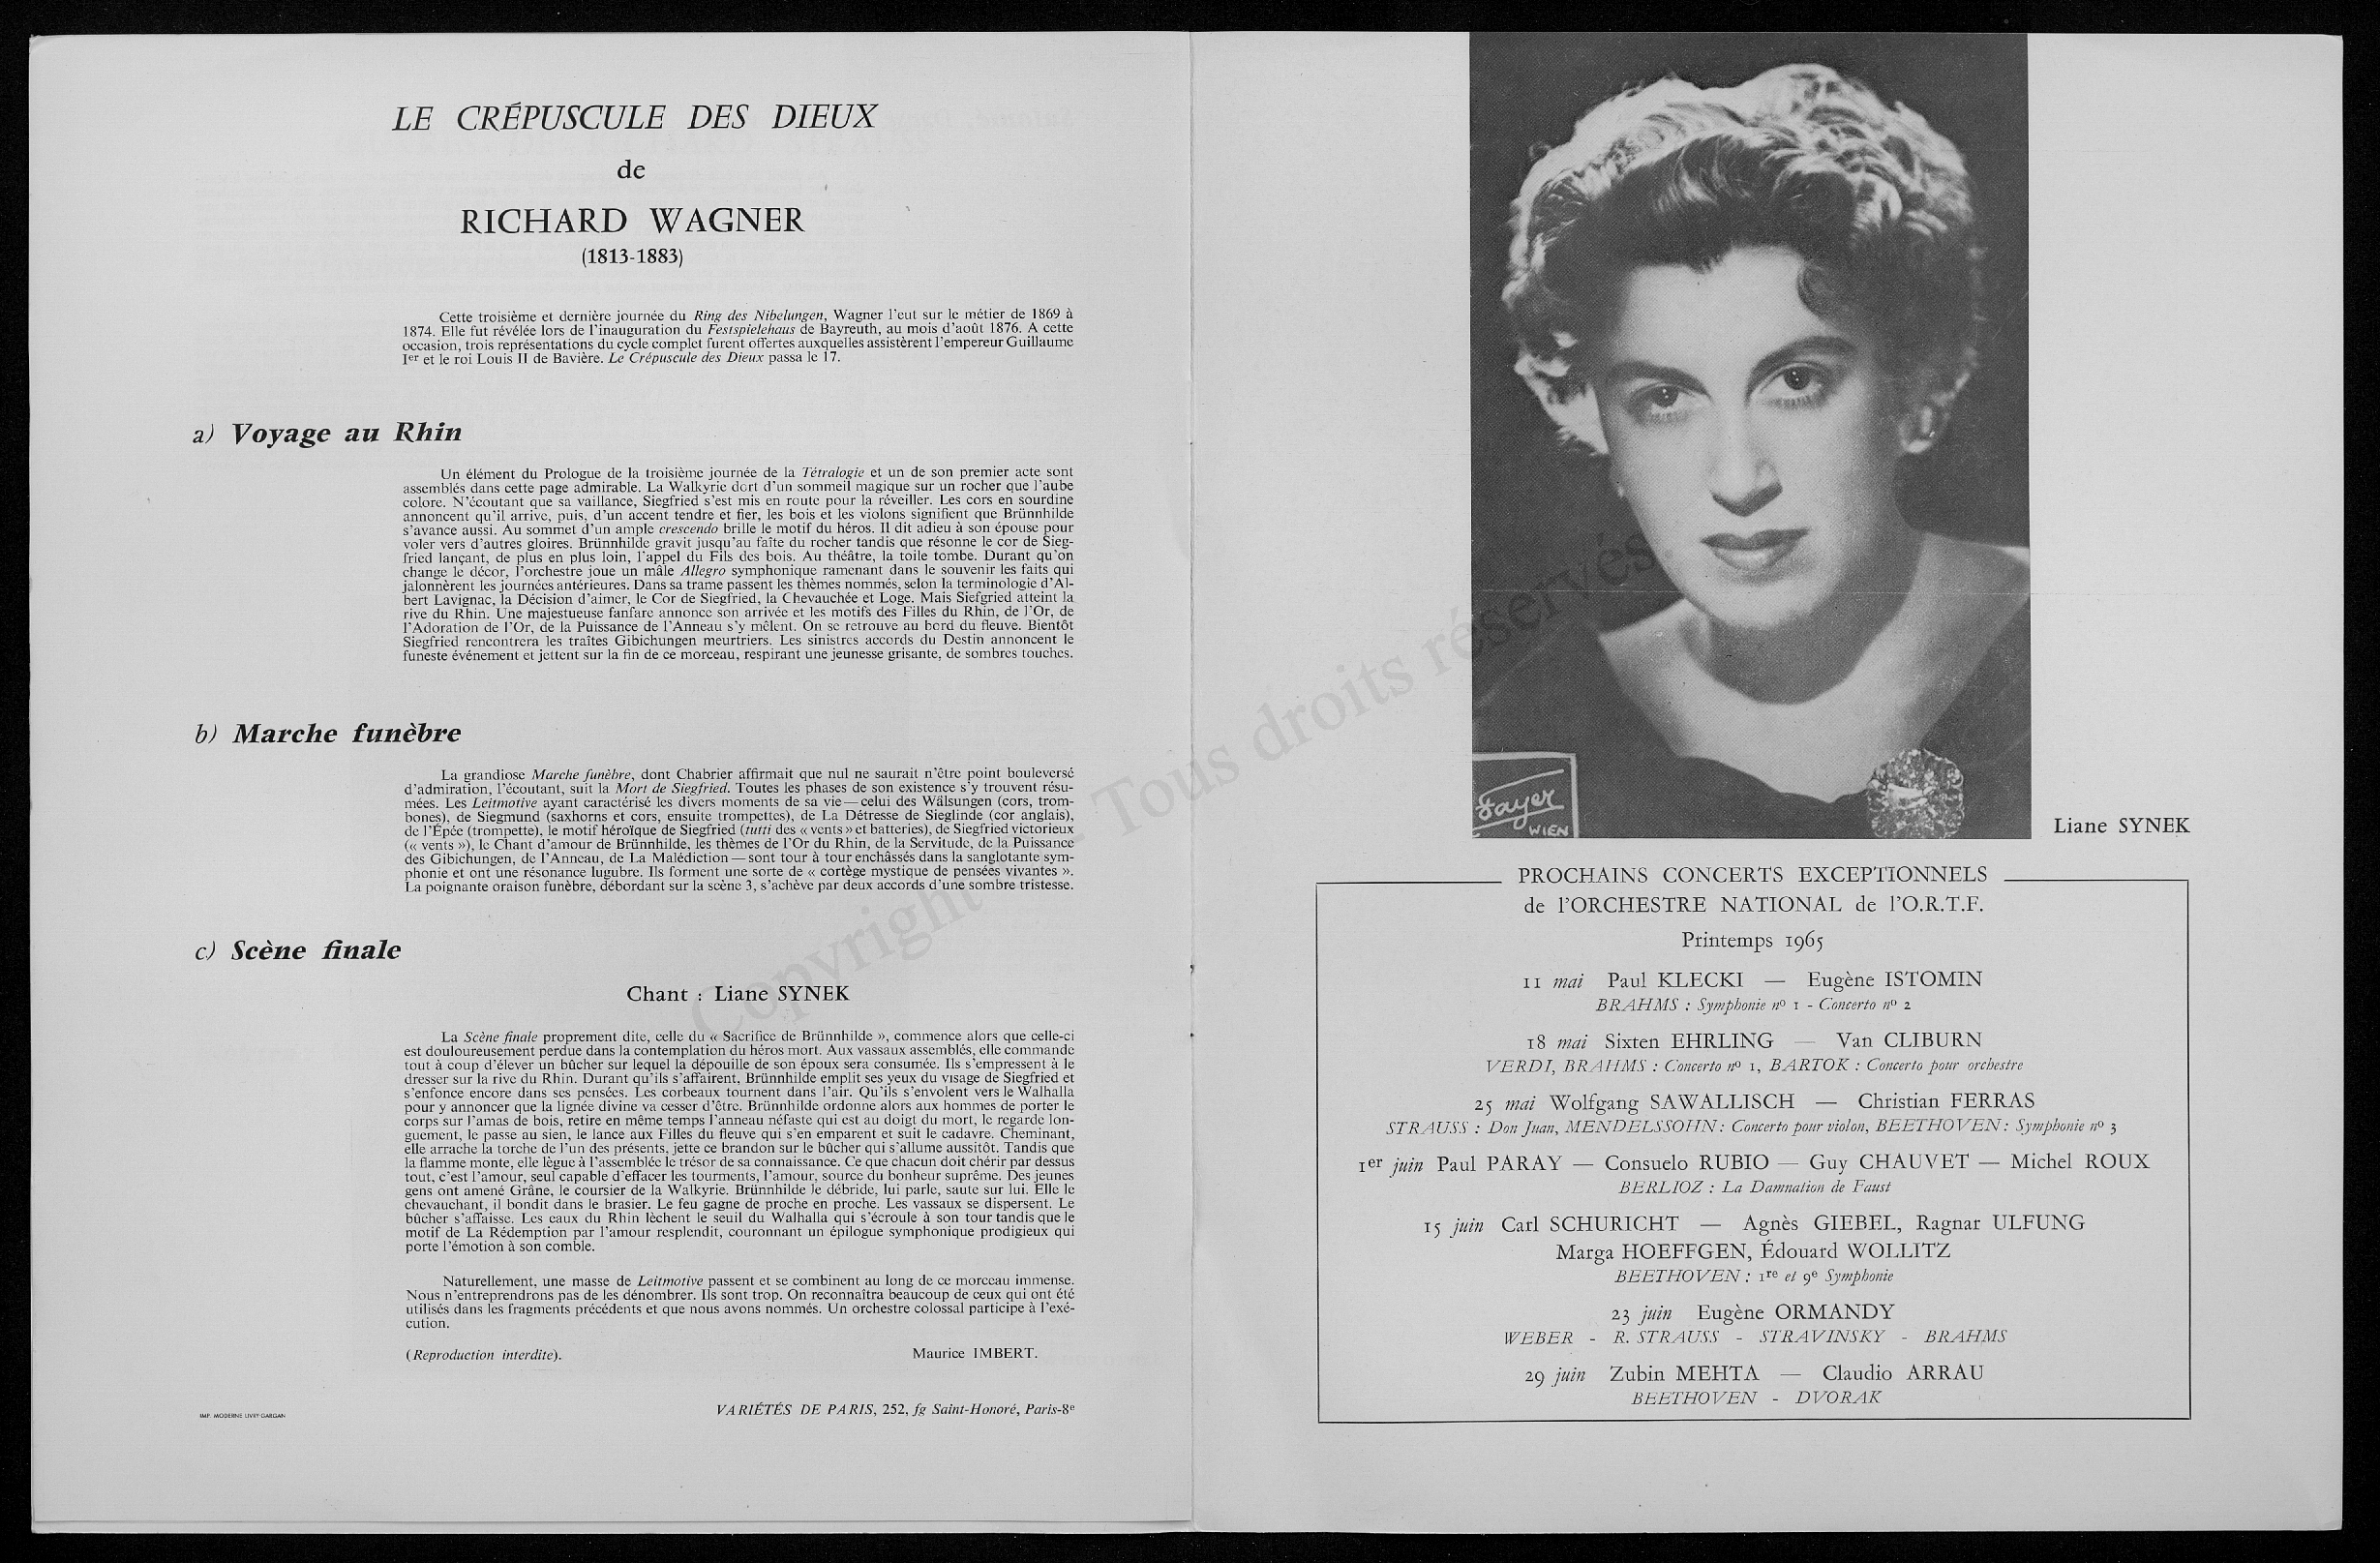 LE CRÉPUSCULE DES DIEUX
de
RICHARD WAGNER
(1813-1883)
Cette troisième et dernière journée du Ring des Nibelungen, Wagner l'eut sur le métier de 1869 à
1874. Elle fut révélée lors de l'inauguration du Festspielehaus de Bayreuth, au mois d'août 1876. A cette
occasion, trois représentations du cycle complet furent offertes auxquelles assistèrent l'empereur Guillaume
Ier et le roi Louis II de Bavière. Le Crépuscule des Dieux passa le 17.
a) Voyage au Rhin
Un élément du Prologue de la troisième journée de la Tétralogie et un de son premier acte sont
assemblés dans cette page admirable. La Walkyrie dort d'un sommeil magique sur un rocher que l'aube
colore. N'écoutant que sa vaillance, Siegfried s'est mis en route pour la réveiller. Les cors en sourdine
annoncent qu'il arrive, puis, d'un accent tendre et fier, les bois et les violons signifient que Brünnhilde
s'avance aussi. Au sommet d'un ample crescendo brille le motif du héros. Il dit adieu à son épouse pour
voler vers d'autres gloires. Brünnhilde gravit jusqu'au faîte du rocher tandis que résonne le cor de Sieg-
fried lançant, de plus en plus loin, l'appel du Fils des bois. Au théâtre, la toile tombe. Durant qu'on
change le décor, l'orchestre joue un mâle Allegro symphonique ramenant dans le souvenir les faits qui
jalonnèrent les journées antérieures. Dans sa trame passent les thèmes nommés, selon la terminologie d'Al-
bert Lavignac, la Décision d'aimer, le Cor de Siegfried, la Chevauchée et Loge. Mais Siefgried atteint la
rive du Rhin. Une majestueuse fanfare annonce son arrivée et les motifs des Filles du Rhin, de l'Or, de
l'Adoration de l'Or, de la Puissance de l'Anneau s'y mêlent. On se retrouve au bord du fleuve. Bientôt
Siegfried rencontrera les traîtes Gibichungen meurtriers. Les sinistres accords du Destin annoncent le
funeste événement et jettent sur la fin de ce morceau, respirant une jeunesse grisante, de sombres touches.
b) Marche funèbre
La grandiose Marche funèbre, dont Chabrier affirmait que nul ne saurait n'être point bouleversé
d'admiration, l'écoutant, suit la Mort de Siegfried. Toutes les phases de son existence s'y trouvent résu-
mées. Les Leitmotive ayant caractérisé les divers moments de sa vie — celui des Wälsungen (cors, trom-
bones), de Siegmund (saxhorns et cors, ensuite trompettes), de La Détresse de Sieglinde (cor anglais),
de l'Épée (trompette), le motif héroïque de Siegfried (tutti des « vents » et batteries), de Siegfried victorieux
(« vents »), le Chant d'amour de Brünnhilde, les thèmes de l'Or du Rhin, de la Servitude, de la Puissance
des Gibichungen, de l'Anneau, de La Malédiction — sont tour à tour enchâssés dans la sanglotante sym-
phonie et ont une résonance lugubre. Ils forment une sorte de « cortège mystique de pensées vivantes ».
La poignante oraison funèbre, débordant sur la scène 3, s'achève par deux accords d'une sombre tristesse.
c) Scène finale
Chant : Liane SYNEK
La Scène finale proprement dite, celle du « Sacrifice de Brünnhilde », commence alors que celle-ci
est douloureusement perdue dans la contemplation du héros mort. Aux vassaux assemblés, elle commande
tout à coup d'élever un bûcher sur lequel la dépouille de son époux sera consumée. Ils s'empressent à le
dresser sur la rive du Rhin. Durant qu'ils s'affairent, Brünnhilde emplit ses yeux du visage de Siegfried et
s'enfonce encore dans ses pensées. Les corbeaux tournent dans l'air. Qu'ils s'envolent vers le Walhalla
pour y annoncer que la lignée divine va cesser d'être. Brünnhilde ordonne alors aux hommes de porter le
corps sur l'amas de bois, retire en même temps l'anneau néfaste qui est au doigt du mort, le regarde lon-
guement, le passe au sien, le lance aux Filles du fleuve qui s'en emparent et suit le cadavre. Cheminant,
elle arrache la torche de l'un des présents, jette ce brandon sur le bûcher qui s'allume aussitôt. Tandis que
la flamme monte, elle lègue à l'assemblée le trésor de sa connaissance. Ce que chacun doit chérir par dessus
tout, c'est l'amour, seul capable d'effacer les tourments, l'amour, source du bonheur suprême. Des jeunes
gens ont amené Grâne, le coursier de la Walkyrie. Brünnhilde le débride, lui parle, saute sur lui. Elle le
chevauchant, il bondit dans le brasier. Le feu gagne de proche en proche. Les vassaux se dispersent. Le
bûcher s'affaisse. Les eaux du Rhin lèchent le seuil du Walhalla qui s'écroule à son tour tandis que le
motif de La Rédemption par l'amour resplendit, couronnant un épilogue symphonique prodigieux qui
porte l'émotion à son comble.
Naturellement, une masse de Leitmotive passent et se combinent au long de ce morceau immense.
Nous n'entreprendrons pas de les dénombrer. Ils sont trop. On reconnaîtra beaucoup de ceux qui ont été
utilisés dans les fragments précédents et que nous avons nommés. Un orchestre colossal participe à l'exé-
cution.
(Reproduction interdite). Maurice IMBERT.
IMP. MODERNE LIVRY-GARGAN
VARIÉTÉS DE PARIS, 252, fg Saint-Honoré, Paris-8e
Copyright - Tous droits réservés
Fayer
WIEN
Liane SYNEK
PROCHAINS CONCERTS EXCEPTIONNELS
de l'ORCHESTRE NATIONAL de l'O.R.T.F.
Printemps 1965
11 mai Paul KLECKI — Eugène ISTOMIN
BRAHMS : Symphonie nº 1 - Concerto nº 2
18 mai Sixten EHRLING — Van CLIBURN
VERDI, BRAHMS : Concerto nº 1, BARTOK : Concerto pour orchestre
25 mai Wolfgang SAWALLISCH — Christian FERRAS
STRAUSS : Don Juan, MENDELSSOHN : Concerto pour violon, BEETHOVEN : Symphonie nº 3
1er juin Paul PARAY — Consuelo RUBIO — Guy CHAUVET — Michel ROUX
BERLIOZ : La Damnation de Faust
15 juin Carl SCHURICHT — Agnès GIEBEL, Ragnar ULFUNG
Marga HOEFFGEN, Édouard WOLLITZ
BEETHOVEN : 1re et 9e Symphonie
23 juin Eugène ORMANDY
WEBER - R. STRAUSS - STRAVINSKY - BRAHMS
29 juin Zubin MEHTA — Claudio ARRAU
BEETHOVEN - DVORAK